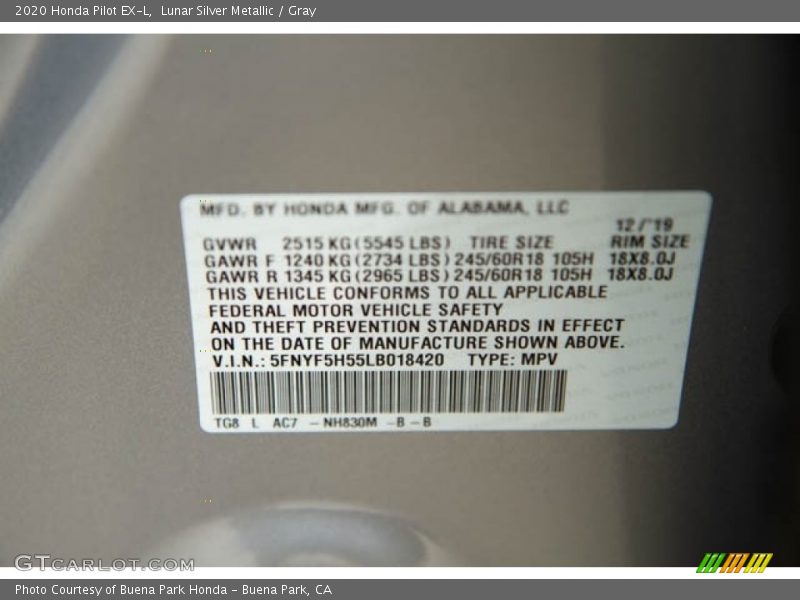 2020 Honda Pilot EX-L, Lunar Silver Metallic / Gray
MFD. BY HONDA MFG. OF ALABAMA, LLC
12/'19
GVWR 2515 KG (5545 LBS) TIRE SIZE RIM SIZE
GAWR F 1240 KG (2734 LBS) 245/60R18 105H 18X8.0J
GAWR R 1345 KG (2965 LBS) 245/60R18 105H 18X8.0J
THIS VEHICLE CONFORMS TO ALL APPLICABLE
FEDERAL MOTOR VEHICLE SAFETY
AND THEFT PREVENTION STANDARDS IN EFFECT
ON THE DATE OF MANUFACTURE SHOWN ABOVE.
V.I.N.: 5FNYF5H55LB018420 TYPE: MPV
TG8 L AC7 - NH830M - B - B
GTCARLOT.COM
Photo Courtesy of Buena Park Honda - Buena Park, CA